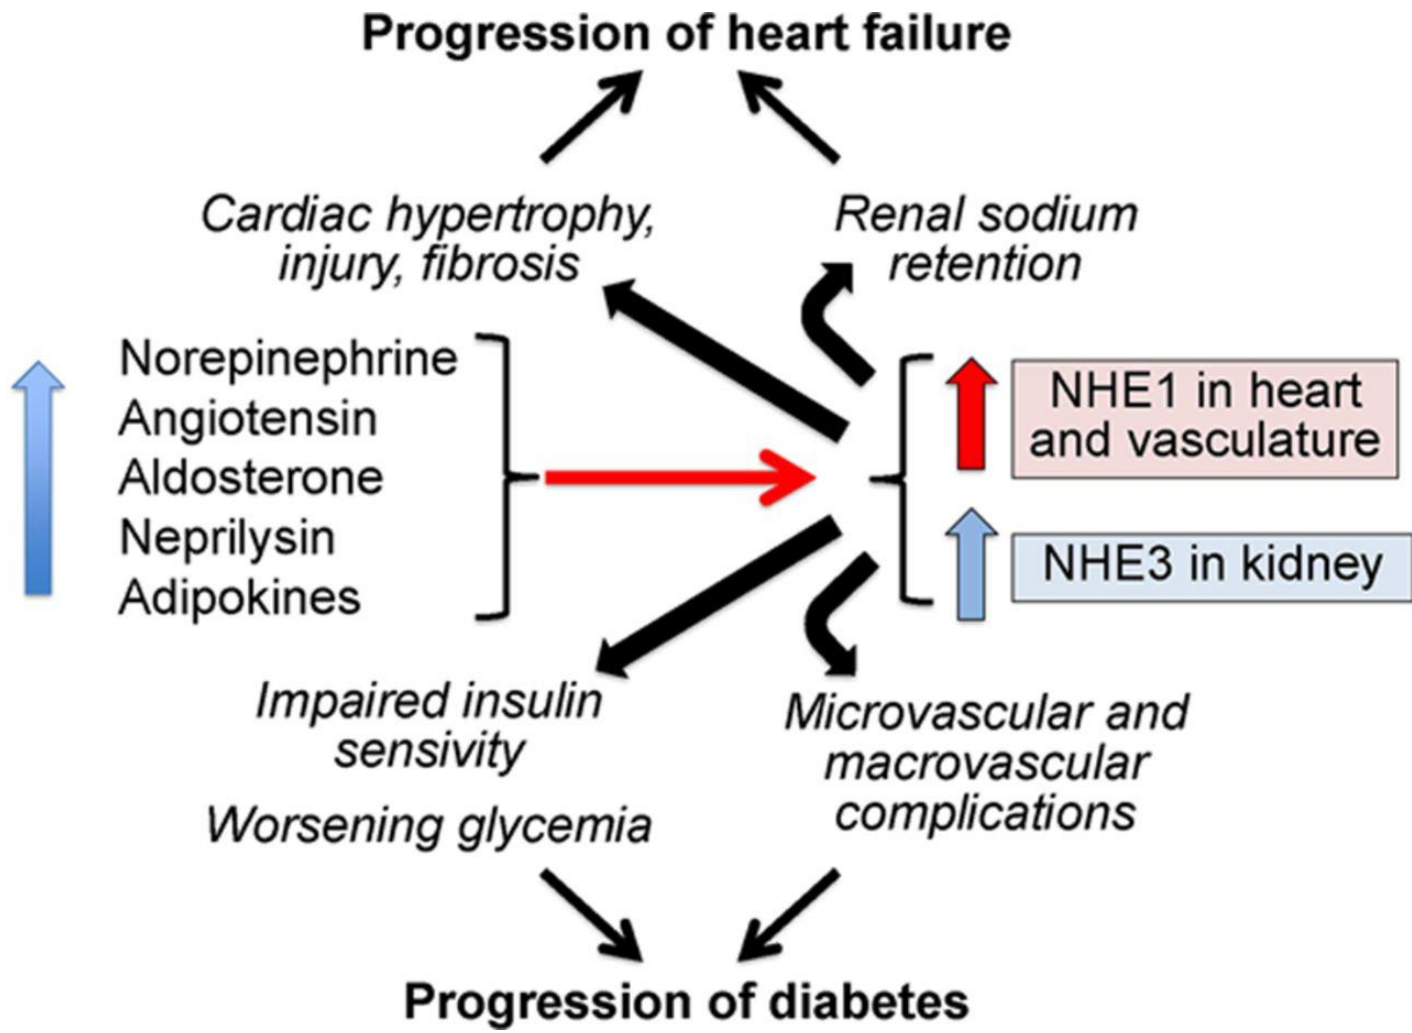 Progression of heart failure
Cardiac hypertrophy,
injury, fibrosis
Renal sodium
retention
Norepinephrine
Angiotensin
Aldosterone
Neprilysin
Adipokines
NHE1 in heart
and vasculature
NHE3 in kidney
Impaired insulin
sensivity
Worsening glycemia
Microvascular and
macrovascular
complications
Progression of diabetes